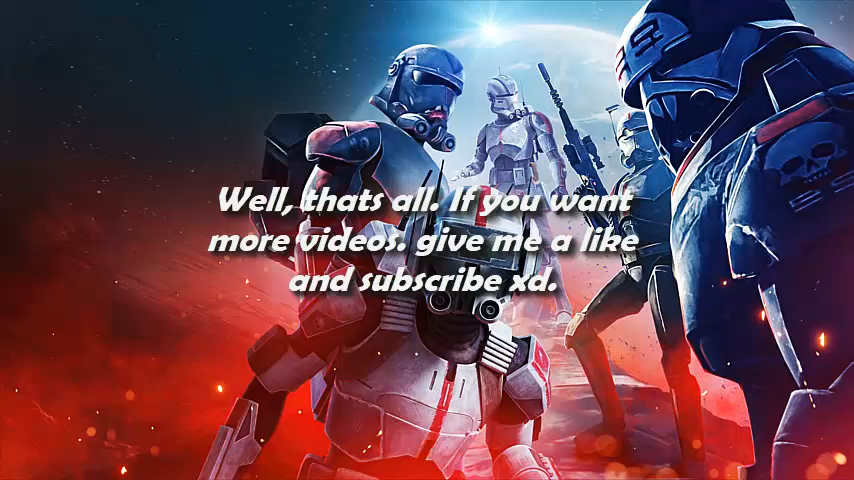 Well, thats all. If you want
more videos. give me a like
and subscribe xd.